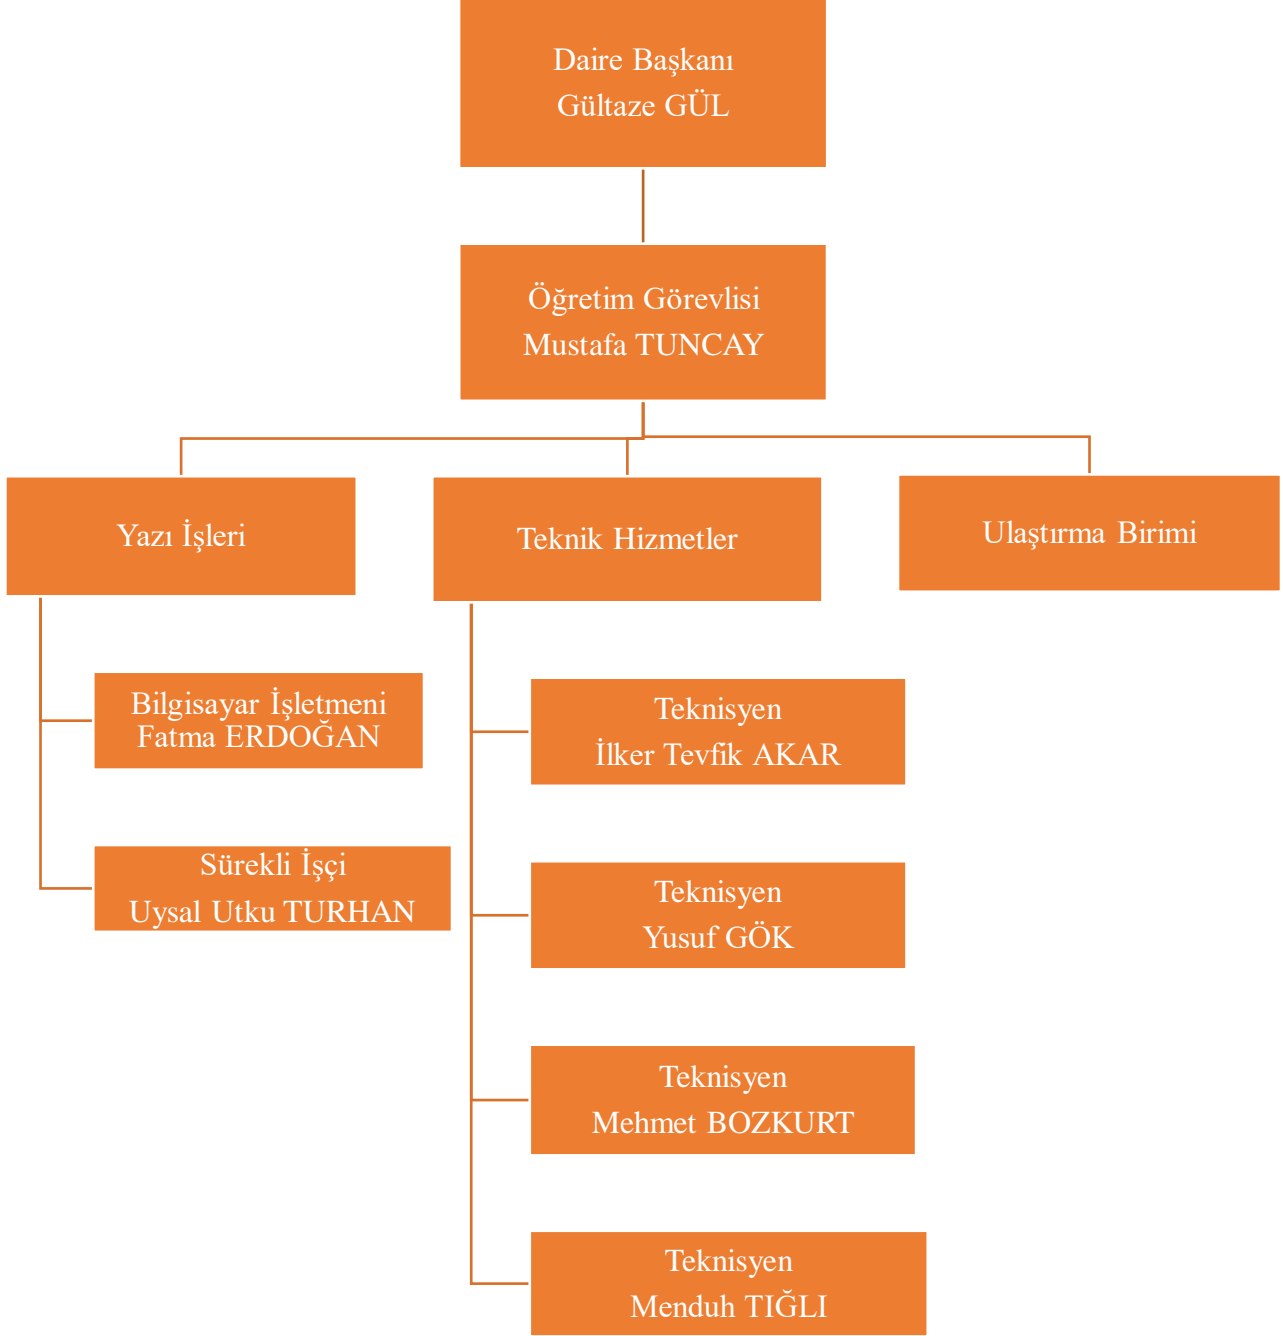 Daire Başkanı
Gültaze GÜL
Öğretim Görevlisi
Mustafa TUNCAY
Yazı İşleri
Teknik Hizmetler
Ulaştırma Birimi
Bilgisayar İşletmeni
Fatma ERDOĞAN
Sürekli İşçi
Uysal Utku TURHAN
Teknisyen
İlker Tevfik AKAR
Teknisyen
Yusuf GÖK
Teknisyen
Mehmet BOZKURT
Teknisyen
Menduh TIĞLI